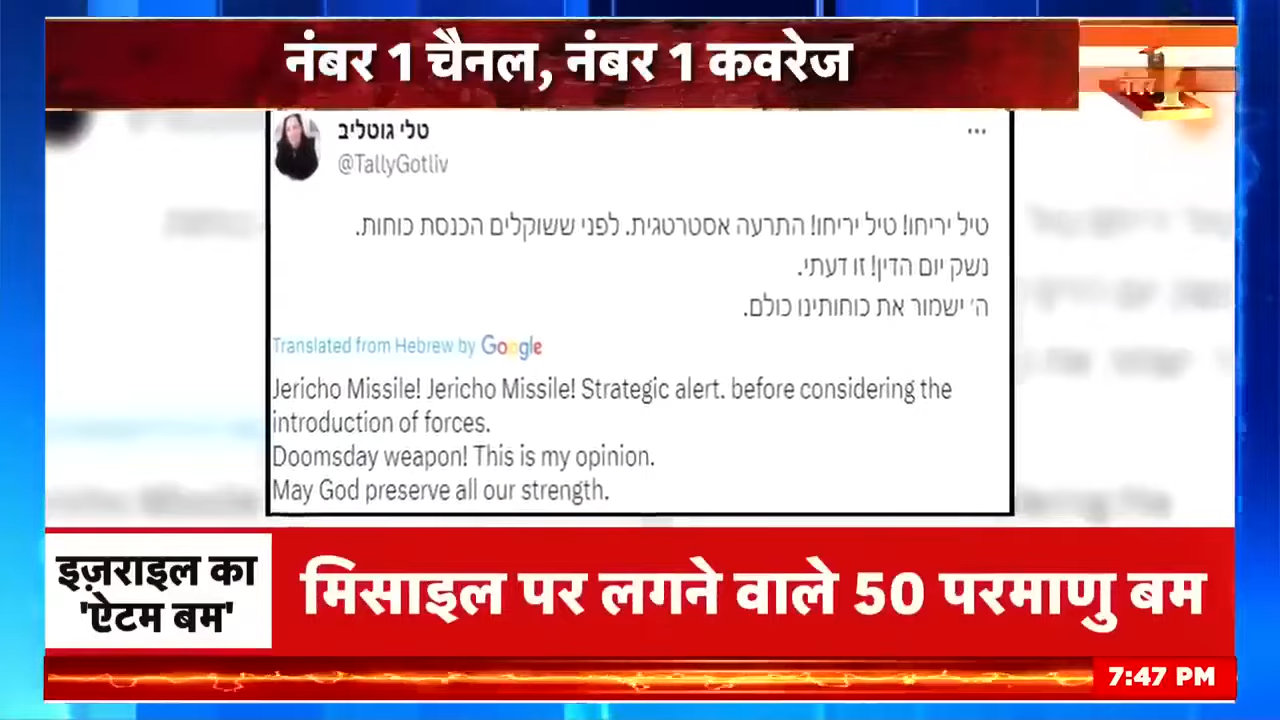 नंबर 1 चैनल, नंबर 1 कवरेज
טלי גוטליב
@TallyGotliv
טיל יריחו! טיל יריחו! התרעה אסטרטגית. לפני ששוקלים הכנסת כוחות.
נשק יום הדין! זו דעתי.
ה׳ ישמור את כוחותינו כולם.
Translated from Hebrew by Google
Jericho Missile! Jericho Missile! Strategic alert. before considering the
introduction of forces.
Doomsday weapon! This is my opinion.
May God preserve all our strength.
इज़राइल का
'ऐटम बम'
मिसाइल पर लगने वाले 50 परमाणु बम
7:47 PM